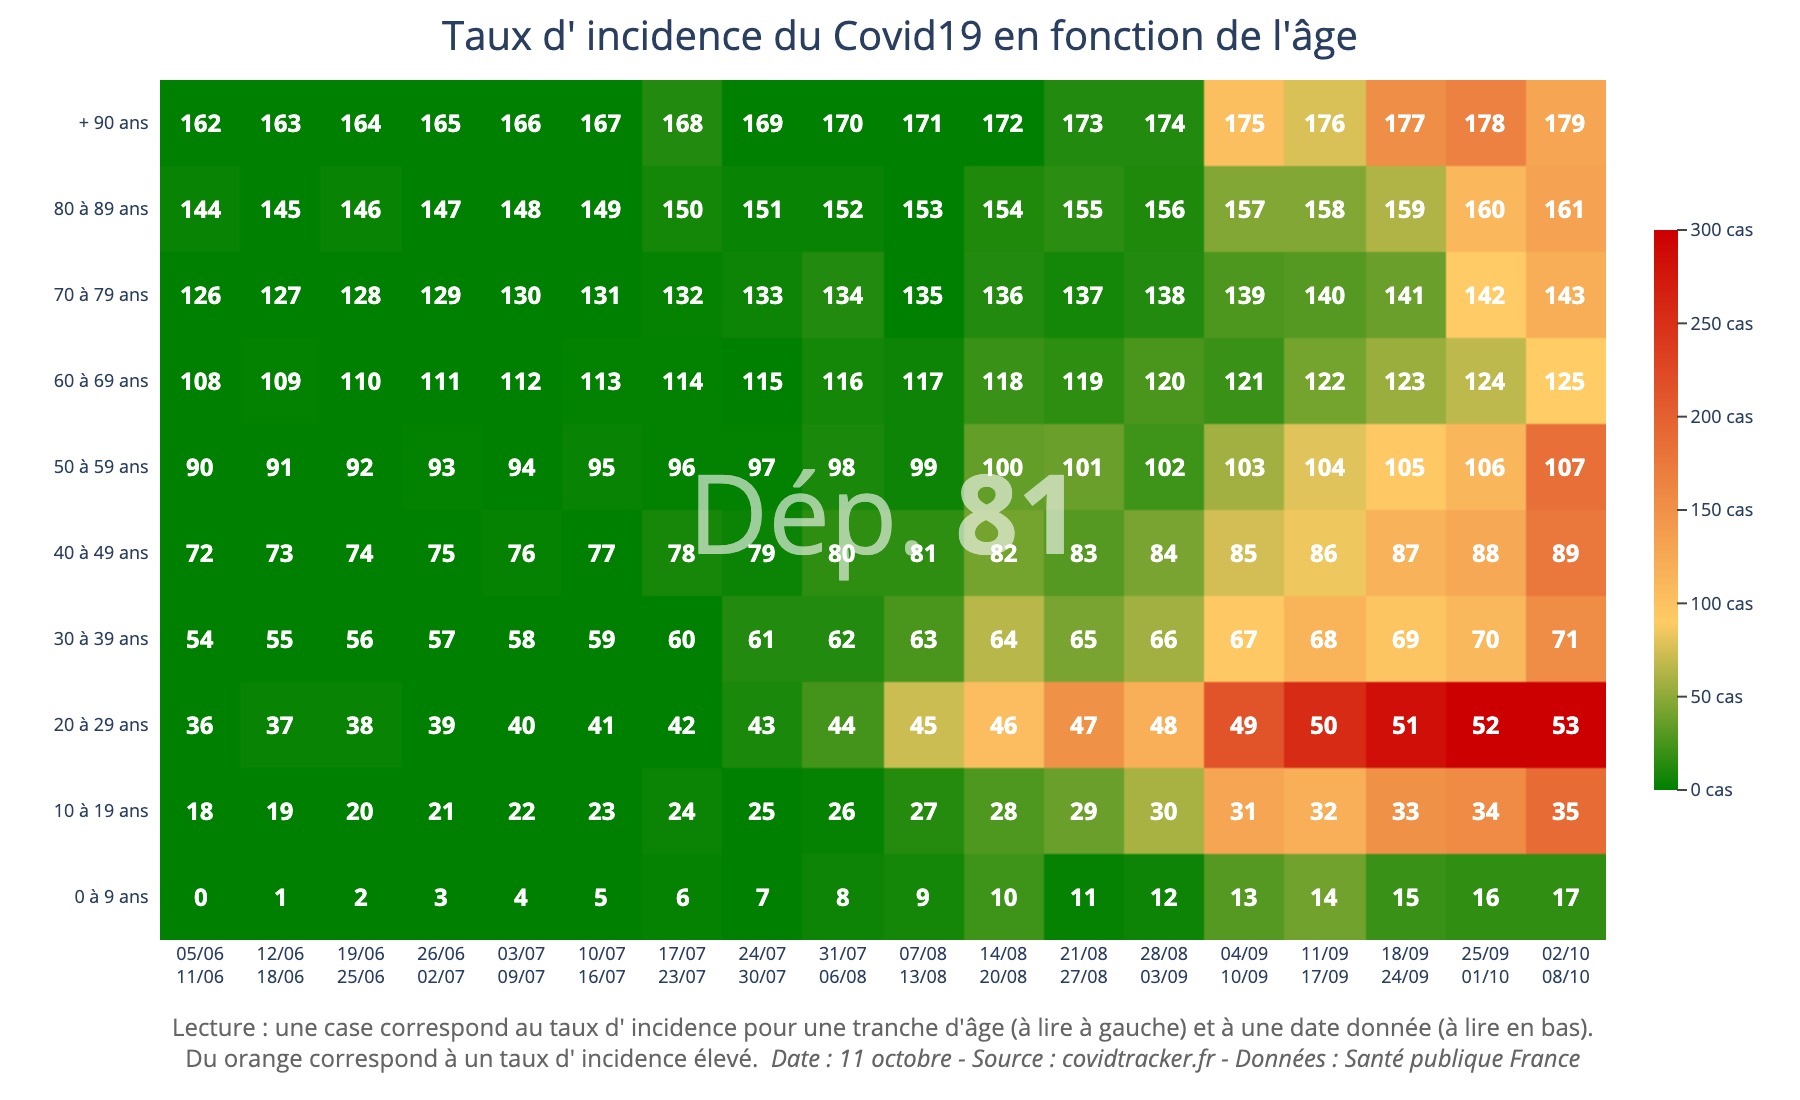 Taux d' incidence du Covid19 en fonction de l'âge
+ 90 ans 162 163 164 165 166 167 168 169 170 171 172 173 174 175 176 177 178 179
80 à 89 ans 144 145 146 147 148 149 150 151 152 153 154 155 156 157 158 159 160 161
300 cas
70 à 79 ans 126 127 128 129 130 131 132 133 134 135 136 137 138 139 140 141 142 143
250 cas
60 à 69 ans 108 109 110 111 112 113 114 115 116 117 118 119 120 121 122 123 124 125
200 cas
50 à 59 ans 90 91 92 93 94 95 96 97 98 99 100 101 102 103 104 105 106 107
Dép. 81
150 cas
40 à 49 ans 72 73 74 75 76 77 78 79 80 81 82 83 84 85 86 87 88 89
100 cas
30 à 39 ans 54 55 56 57 58 59 60 61 62 63 64 65 66 67 68 69 70 71
50 cas
20 à 29 ans 36 37 38 39 40 41 42 43 44 45 46 47 48 49 50 51 52 53
0 cas
10 à 19 ans 18 19 20 21 22 23 24 25 26 27 28 29 30 31 32 33 34 35
0 à 9 ans 0 1 2 3 4 5 6 7 8 9 10 11 12 13 14 15 16 17
05/06 12/06 19/06 26/06 03/07 10/07 17/07 24/07 31/07 07/08 14/08 21/08 28/08 04/09 11/09 18/09 25/09 02/10
11/06 18/06 25/06 02/07 09/07 16/07 23/07 30/07 06/08 13/08 20/08 27/08 03/09 10/09 17/09 24/09 01/10 08/10
Lecture : une case correspond au taux d' incidence pour une tranche d'âge (à lire à gauche) et à une date donnée (à lire en bas).
Du orange correspond à un taux d' incidence élevé. Date : 11 octobre - Source : covidtracker.fr - Données : Santé publique France